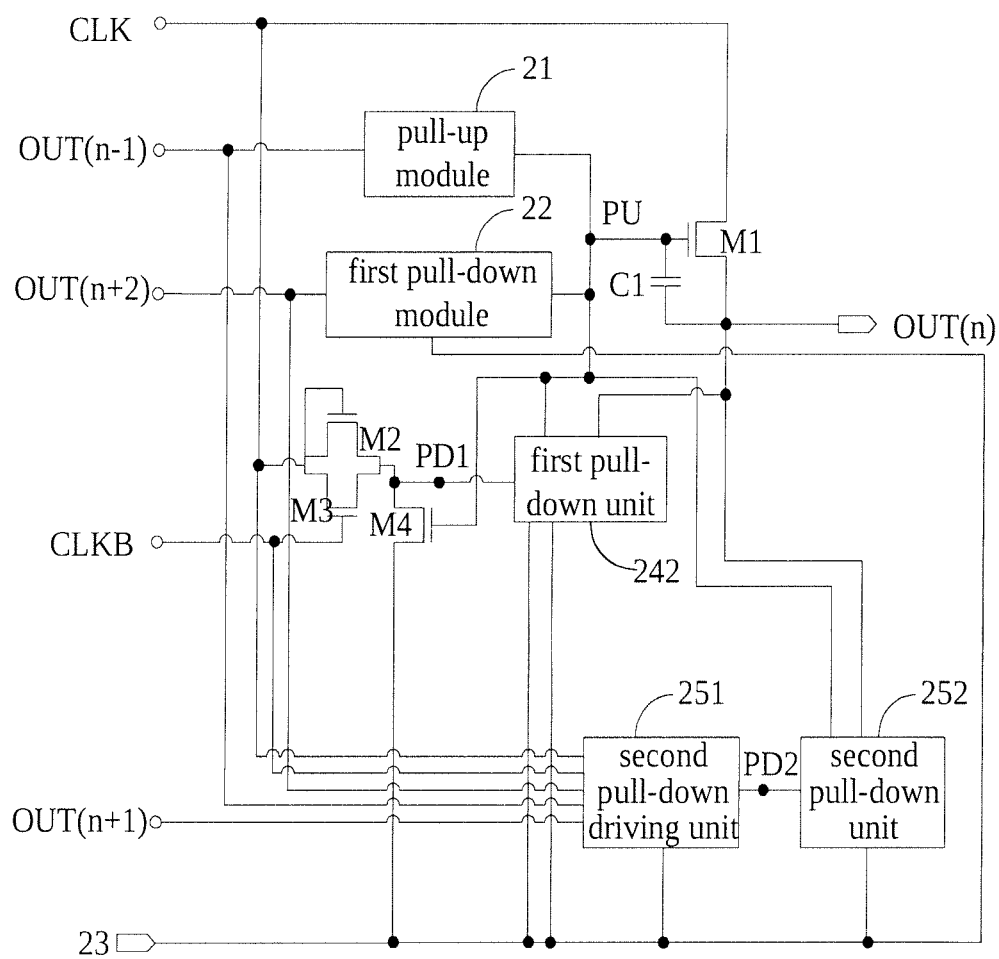 CLK
21
pull-up
module
OUT(n-1)
22
PU
M1
first pull-down
module
OUT(n+2)
C1
OUT(n)
M2
PD1
first pull-
down unit
M3
M4
CLKB
242
251
252
second
pull-down
driving unit
PD2
second
pull-down
unit
OUT(n+1)
23